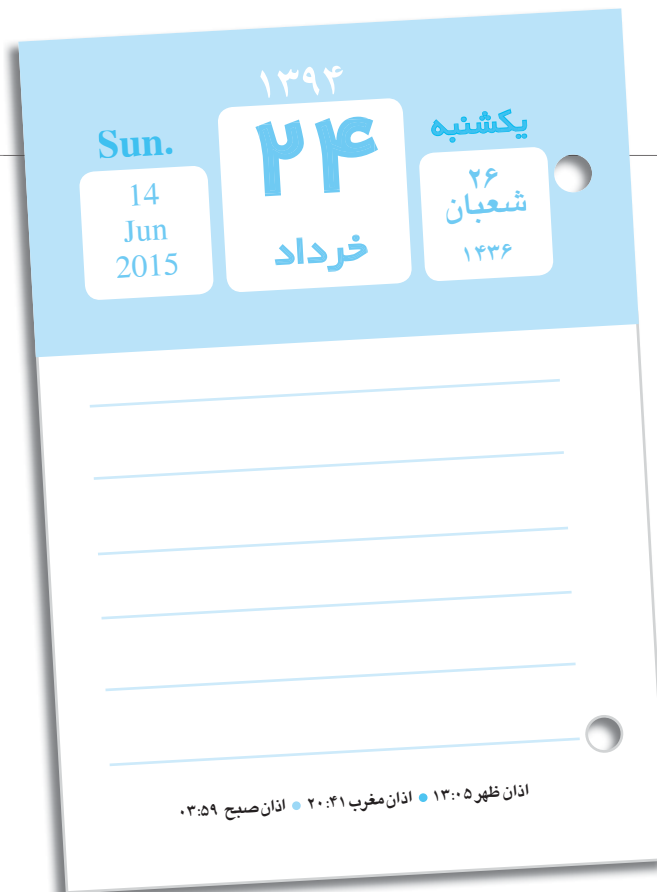 ۱۳۹۴
یکشنبه
۲۶
شعبان
۱۴۳۶
۲۴
خرداد
Sun.
14
Jun
2015
اذان ظهر ۱۳:۰۵ • اذان مغرب ۲۰:۴۱ • اذان صبح ۰۳:۵۹